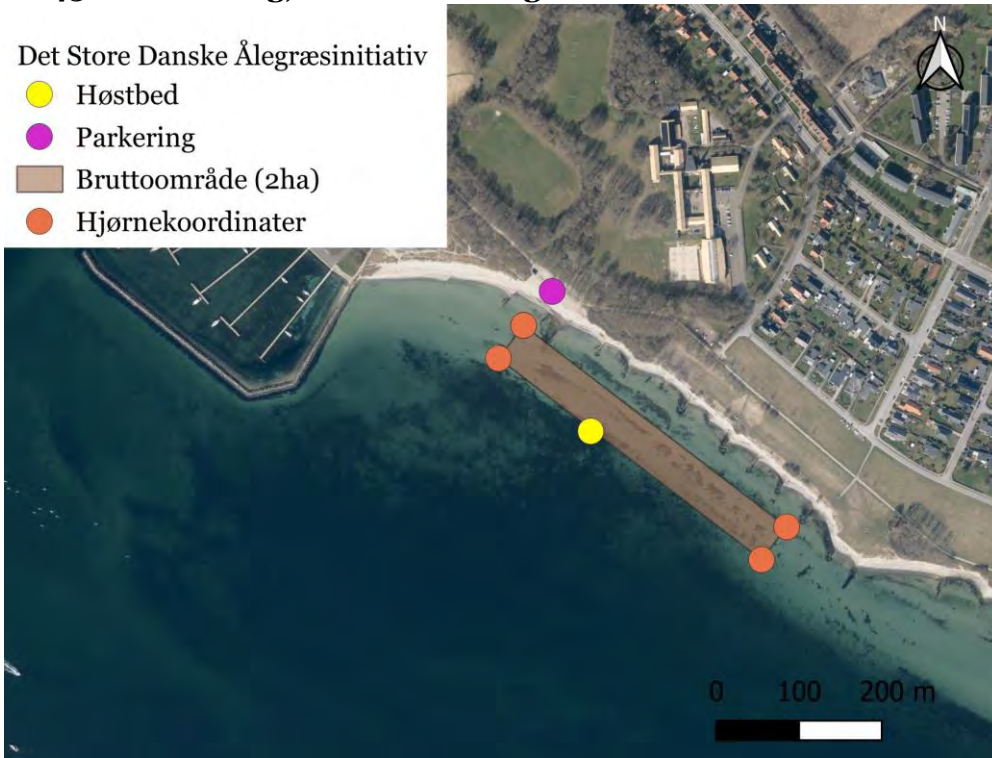 Det Store Danske Ålegræsinitiativ
Høstbed
Parkering
Bruttoområde (2ha)
Hjørnekoordinater
N
0 100 200 m